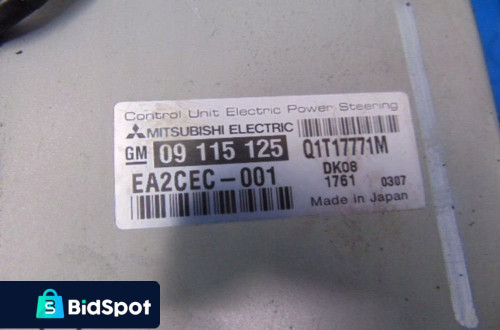 Control Unit Electric Power Steering
MITSUBISHI ELECTRIC
GM 09 115 125 Q1T17771M
EA2CEC-001 DK08
1761 0307
Made in Japan
S
BidSpot